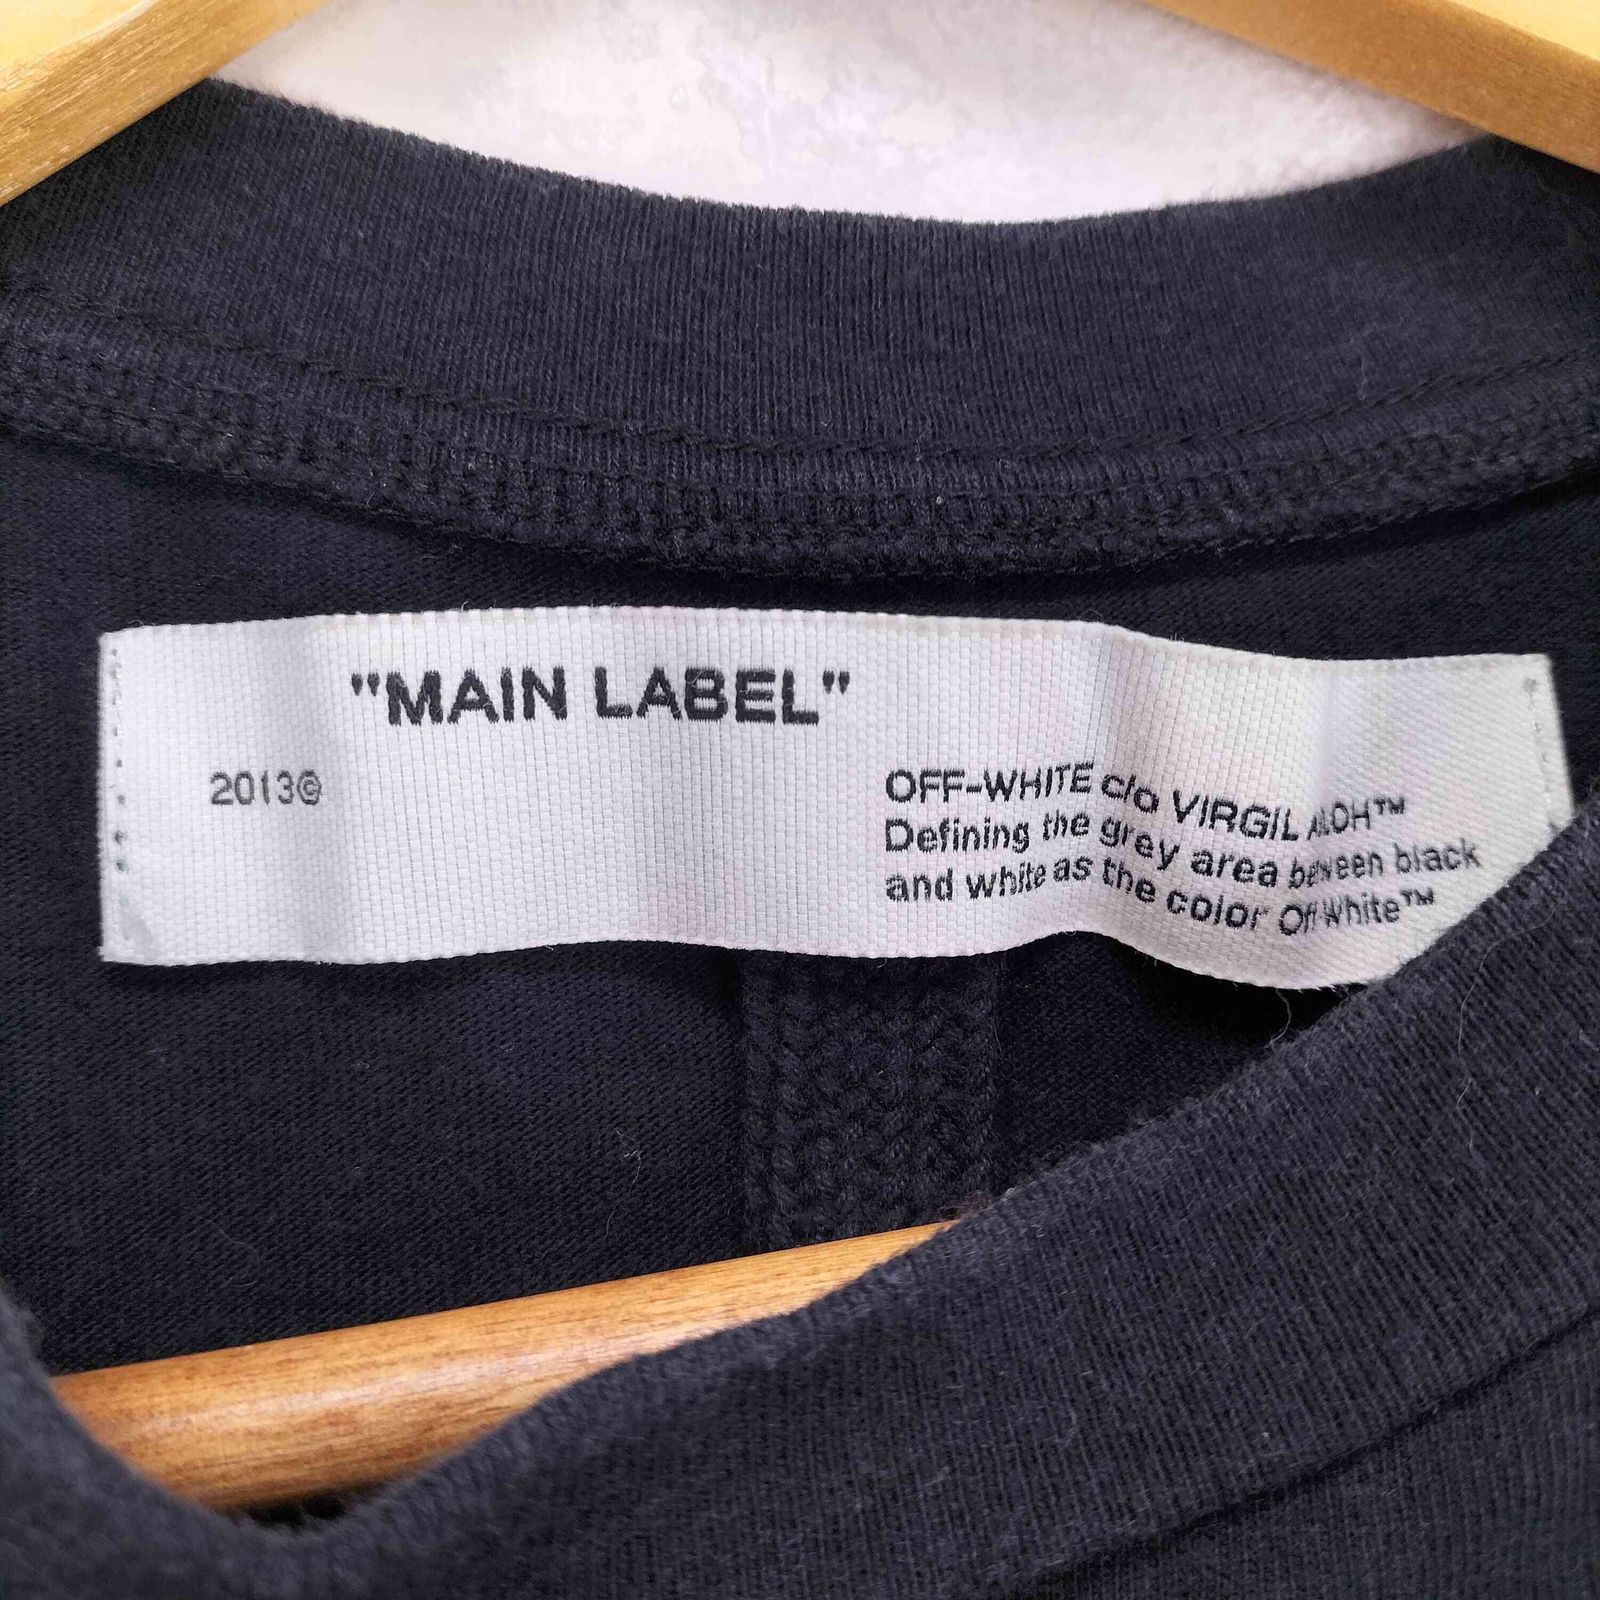 "MAIN LABEL"
2013©
OFF-WHITE c/o VIRGIL ™
Defining the grey area between black
and white as the color Off-White™